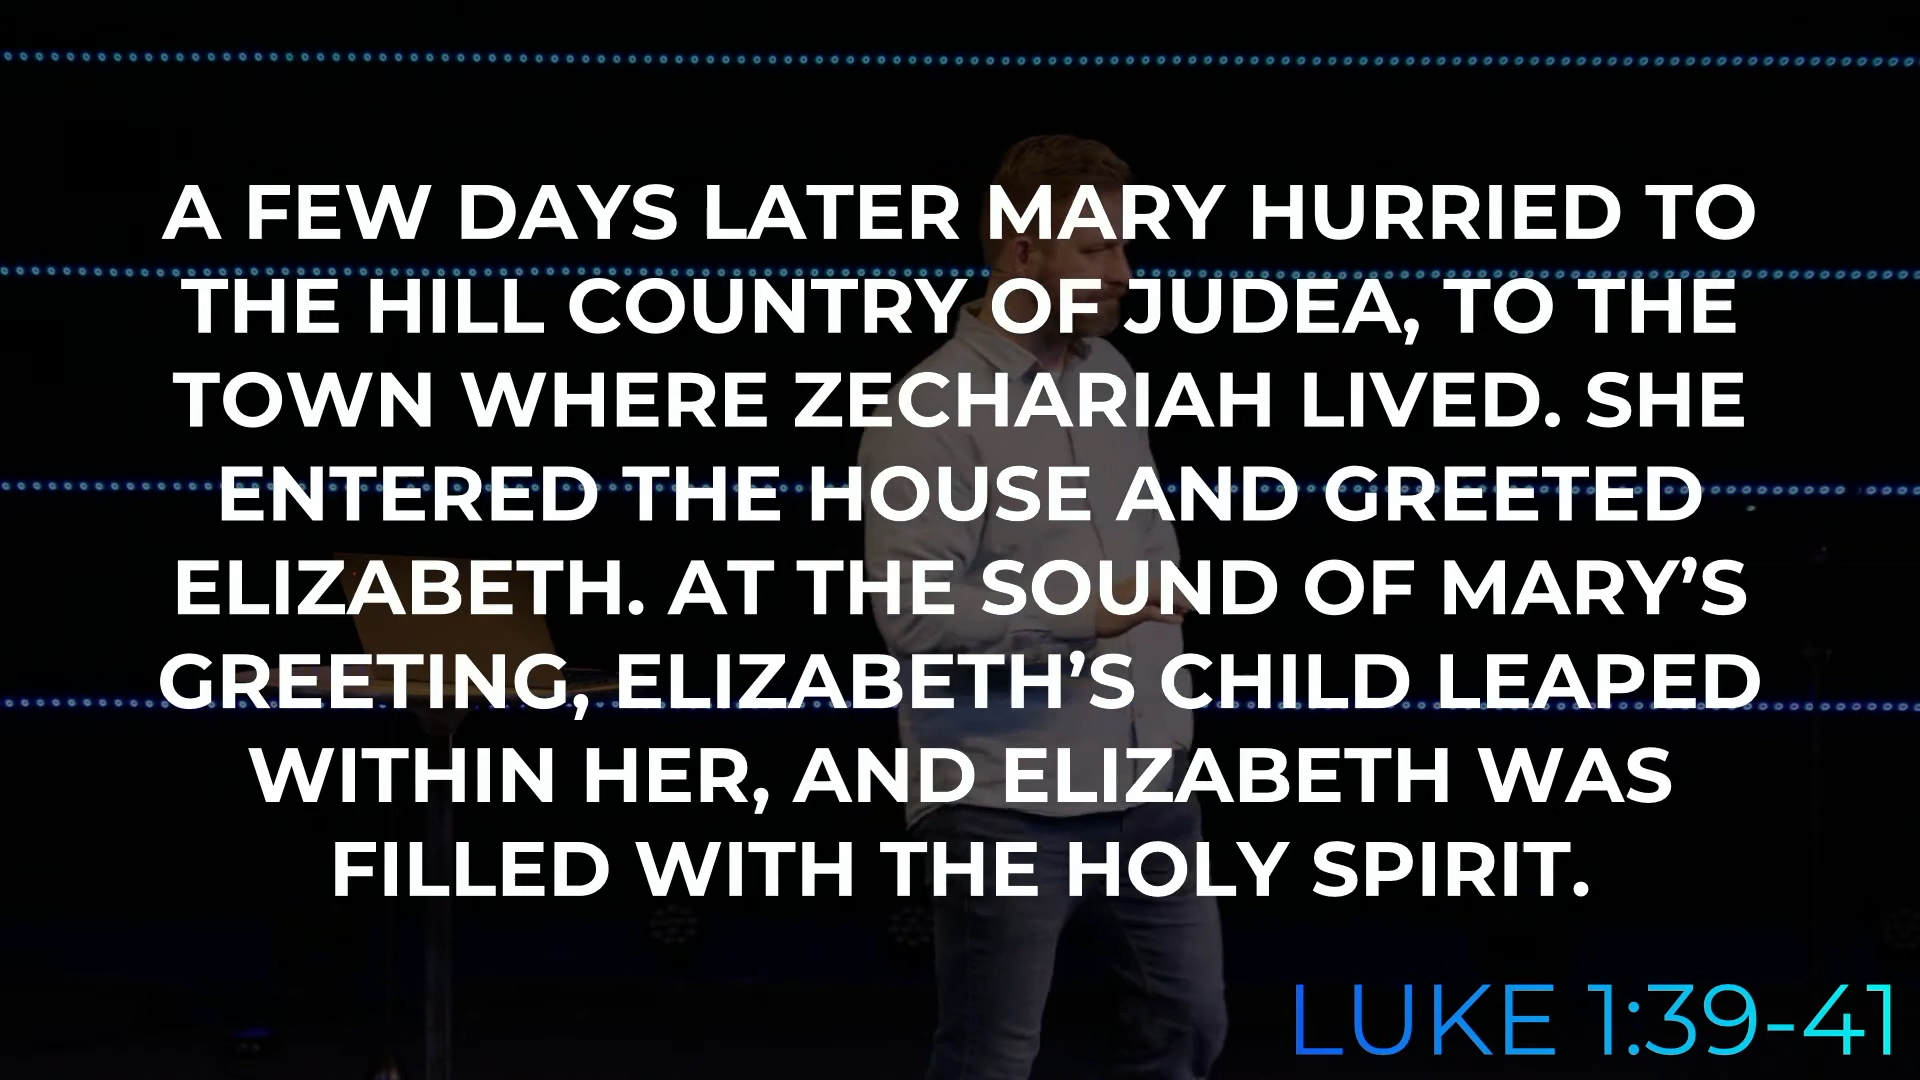 A FEW DAYS LATER MARY HURRIED TO
THE HILL COUNTRY OF JUDEA, TO THE
TOWN WHERE ZECHARIAH LIVED. SHE
ENTERED THE HOUSE AND GREETED
ELIZABETH. AT THE SOUND OF MARY’S
GREETING, ELIZABETH’S CHILD LEAPED
WITHIN HER, AND ELIZABETH WAS
FILLED WITH THE HOLY SPIRIT.
LUKE 1:39-41